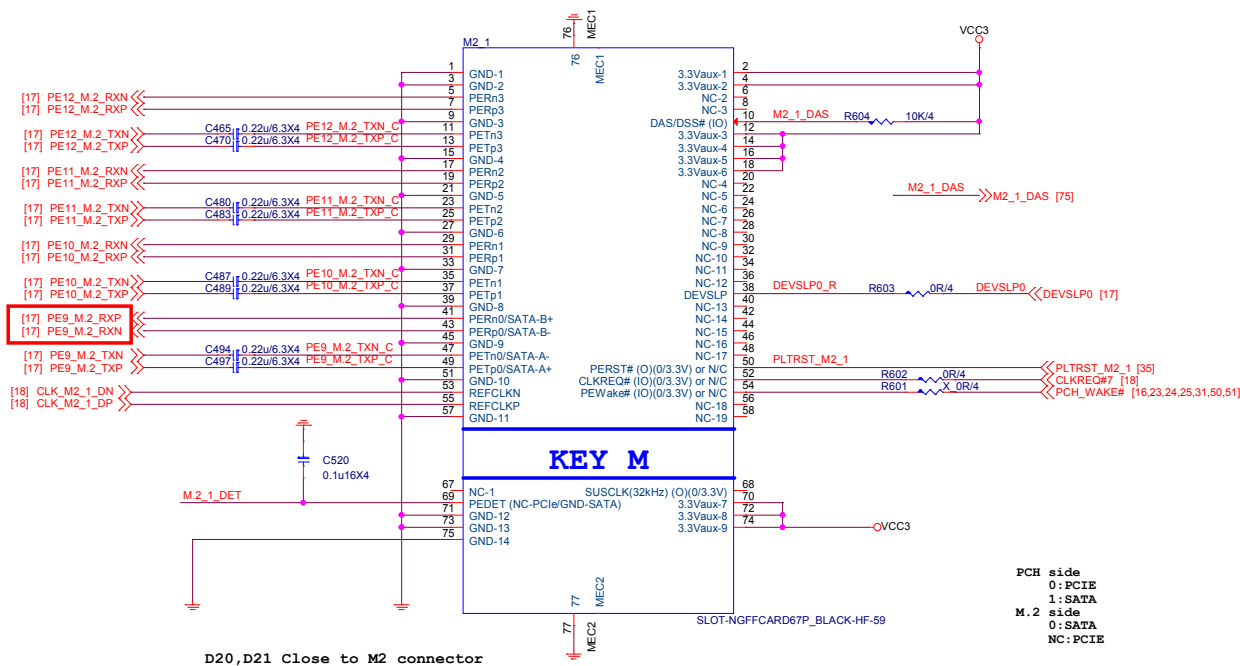 76
MEC1
VCC3
M2_1
76
MEC1
1 GND-1 3.3Vaux-1 2
3 GND-2 3.3Vaux-2 4
[17] PE12_M.2_RXN 5 PERn3 NC-2 6
[17] PE12_M.2_RXP 7 PERp3 NC-3 8
9 GND-3 DAS/DSS# (IO) 10 M2_1_DAS R604 10K/4
[17] PE12_M.2_TXN C465 0.22u/6.3X4 PE12_M.2_TXN_C 11 PETn3 3.3Vaux-3 12
[17] PE12_M.2_TXP C470 0.22u/6.3X4 PE12_M.2_TXP_C 13 PETp3 3.3Vaux-4 14
15 GND-4 3.3Vaux-5 16
[17] PE11_M.2_RXN 17 PERn2 3.3Vaux-6 18
[17] PE11_M.2_RXP 19 PERp2 NC-4 20
21 GND-5 NC-5 22 M2_1_DAS M2_1_DAS [75]
[17] PE11_M.2_TXN C480 0.22u/6.3X4 PE11_M.2_TXN_C 23 PETn2 NC-6 24
[17] PE11_M.2_TXP C483 0.22u/6.3X4 PE11_M.2_TXP_C 25 PETp2 NC-7 26
27 GND-6 NC-8 28
[17] PE10_M.2_RXN 29 PERn1 NC-9 30
[17] PE10_M.2_RXP 31 PERp1 NC-10 32
33 GND-7 NC-11 34
[17] PE10_M.2_TXN C487 0.22u/6.3X4 PE10_M.2_TXN_C 35 PETn1 NC-12 36
[17] PE10_M.2_TXP C489 0.22u/6.3X4 PE10_M.2_TXP_C 37 PETp1 DEVSLP 38 DEVSLP0_R R603 0R/4 DEVSLP0 DEVSLP0 [17]
39 GND-8 NC-13 40
[17] PE9_M.2_RXP 41 PERn0/SATA-B+ NC-14 42
[17] PE9_M.2_RXN 43 PERp0/SATA-B- NC-15 44
45 GND-9 NC-16 46
[17] PE9_M.2_TXN C494 0.22u/6.3X4 PE9_M.2_TXN_C 47 PETn0/SATA-A- NC-17 48
[17] PE9_M.2_TXP C497 0.22u/6.3X4 PE9_M.2_TXP_C 49 PETp0/SATA-A+ PERST# (O)(0/3.3V) or N/C 50 PLTRST_M2_1 PLTRST_M2_1 [35]
51 GND-10 CLKREQ# (IO)(0/3.3V) or N/C 52 R602 0R/4 CLKREQ#7 [18]
[18] CLK_M2_1_DN 53 REFCLKN PEWake# (IO)(0/3.3V) or N/C 54 R601 X_0R/4 PCH_WAKE# [16,23,24,25,31,50,51]
[18] CLK_M2_1_DP 55 REFCLKP NC-18 56
57 GND-11 NC-19 58
KEY M
C520
0.1u16X4
67 NC-1 SUSCLK(32kHz) (O)(0/3.3V) 68
M.2_1_DET 69 PEDET (NC-PCIe/GND-SATA) 3.3Vaux-7 70
71 GND-12 3.3Vaux-8 72
73 GND-13 3.3Vaux-9 74 VCC3
75 GND-14
77
MEC2
77
MEC2
SLOT-NGFFCARD67P_BLACK-HF-59
PCH side
0:PCIE
1:SATA
M.2 side
0:SATA
NC:PCIE
D20,D21 Close to M2 connector